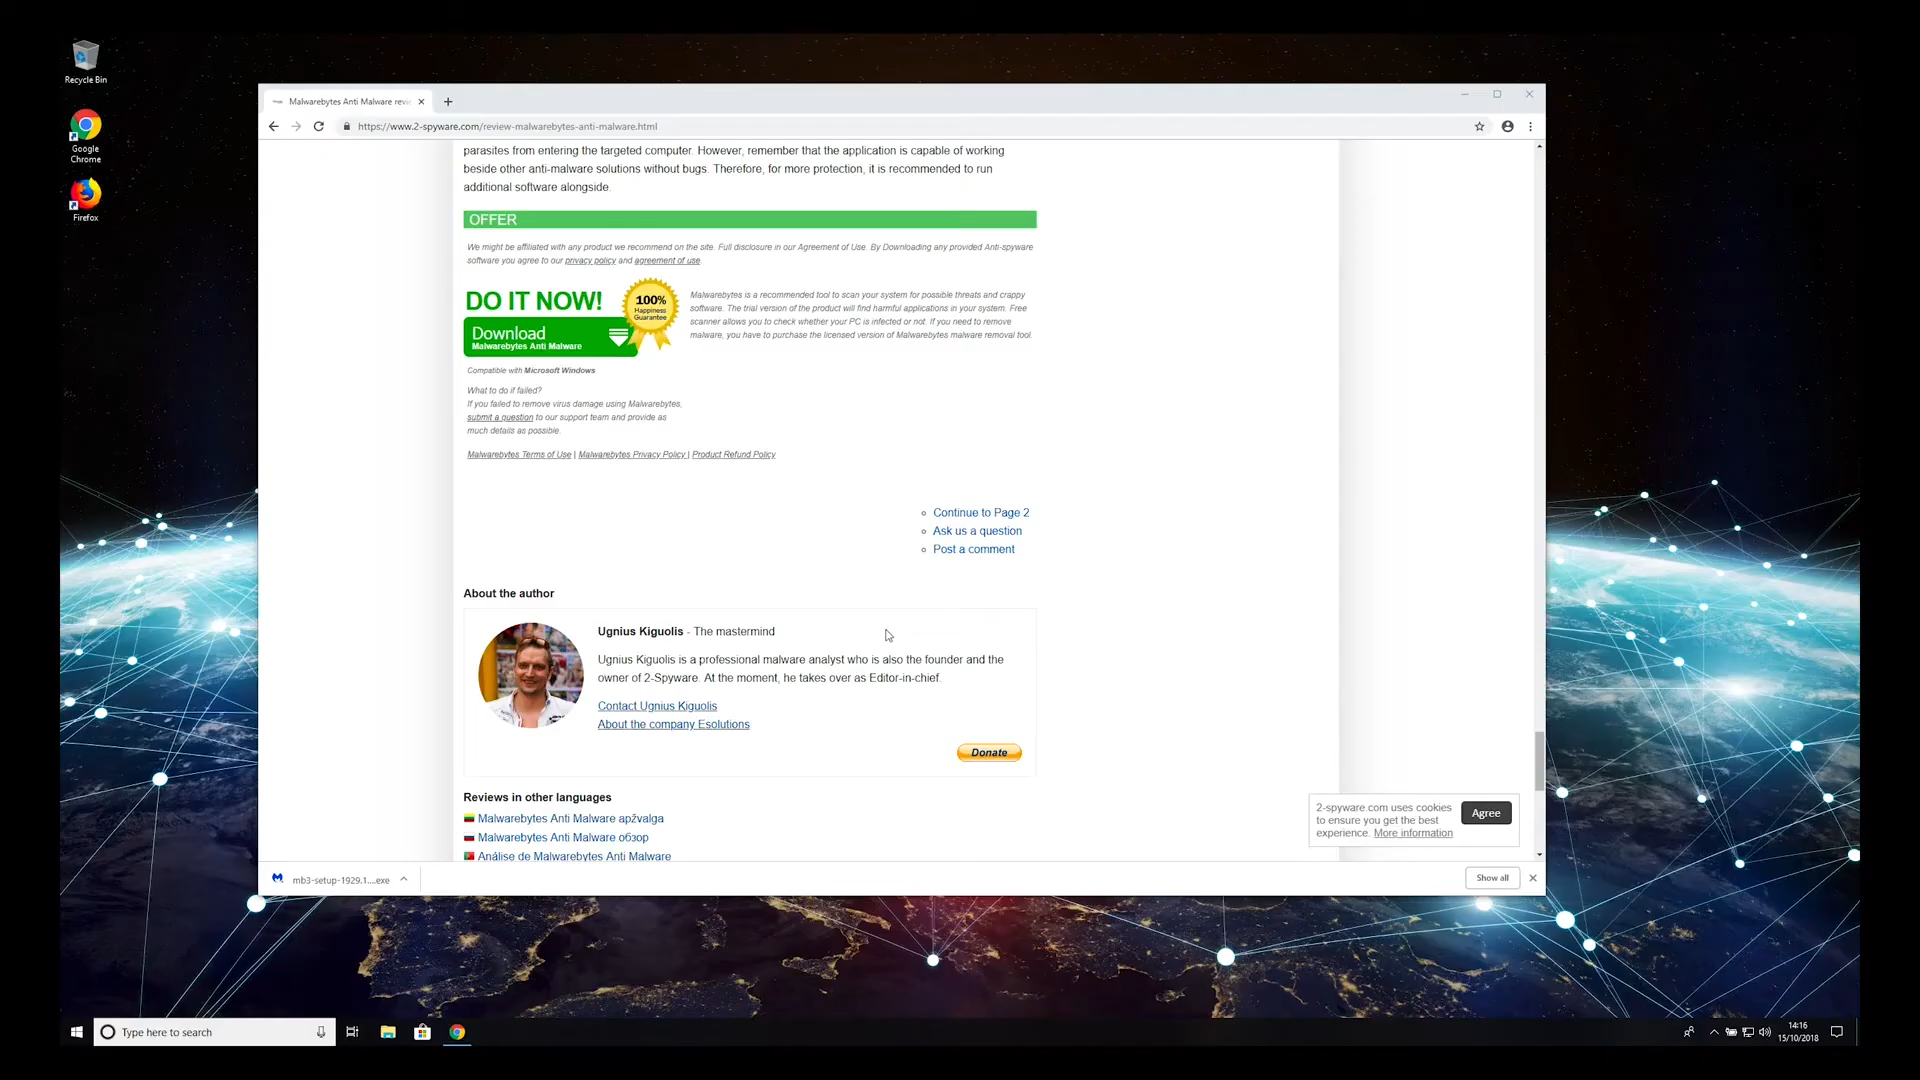 Recycle Bin
Google
Chrome
Firefox
Malwarebytes Anti Malware revi
https://www.2-spyware.com/review-malwarebytes-anti-malware.html
parasites from entering the targeted computer. However, remember that the application is capable of working
beside other anti-malware solutions without bugs. Therefore, for more protection, it is recommended to run
additional software alongside.
OFFER
We might be affiliated with any product we recommend on the site. Full disclosure in our Agreement of Use. By Downloading any provided Anti-spyware
software you agree to our privacy policy and agreement of use.
DO IT NOW!
Download
Malwarebytes Anti Malware
100%
Happiness
Guarantee
Malwarebytes is a recommended tool to scan your system for possible threats and crappy
software. The trial version of the product will find harmful applications in your system. Free
scanner allows you to check whether your PC is infected or not. If you need to remove
malware, you have to purchase the licensed version of Malwarebytes malware removal tool.
Compatible with Microsoft Windows
What to do if failed?
If you failed to remove virus damage using Malwarebytes,
submit a question to our support team and provide as
much details as possible.
Malwarebytes Terms of Use | Malwarebytes Privacy Policy | Product Refund Policy
Continue to Page 2
Ask us a question
Post a comment
About the author
Ugnius Kiguolis - The mastermind
Ugnius Kiguolis is a professional malware analyst who is also the founder and the
owner of 2-Spyware. At the moment, he takes over as Editor-in-chief.
Contact Ugnius Kiguolis
About the company Esolutions
Donate
Reviews in other languages
Malwarebytes Anti Malware apžvalga
Malwarebytes Anti Malware обзор
Análise de Malwarebytes Anti Malware
2-spyware.com uses cookies
to ensure you get the best
experience. More information
Agree
mb3-setup-1929.1....exe
Show all
Type here to search
14:16
15/10/2018